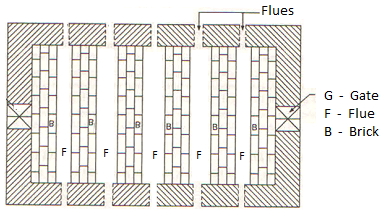 Flues
G - Gate
F - Flue
B - Brick
B B B B B B
F F F F F